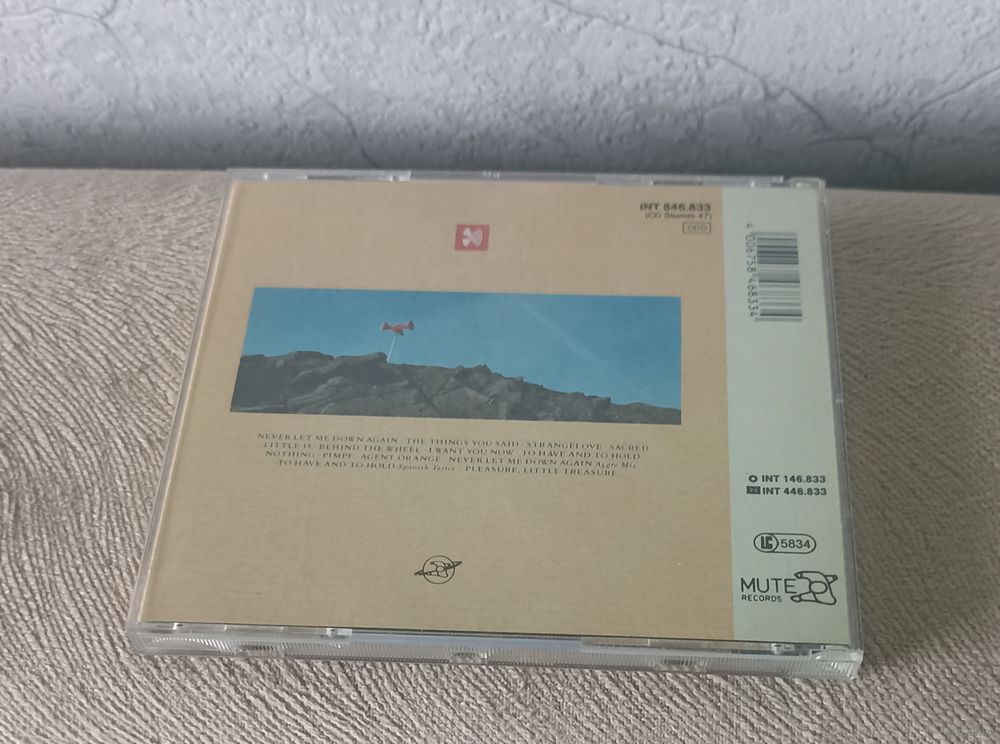 INT 846.833
(CD Stumm 47)
DDD
4 006758 468334
NEVER LET ME DOWN AGAIN · THE THINGS YOU SAID · STRANGELOVE · SACRED
LITTLE 15 · BEHIND THE WHEEL · I WANT YOU NOW · TO HAVE AND TO HOLD
NOTHING · PIMPF · AGENT ORANGE · NEVER LET ME DOWN AGAIN Aggro Mix
TO HAVE AND TO HOLD Spanish Taster · PLEASURE, LITTLE TREASURE
INT 146.833
INT 446.833
LC 5834
MUTE
RECORDS